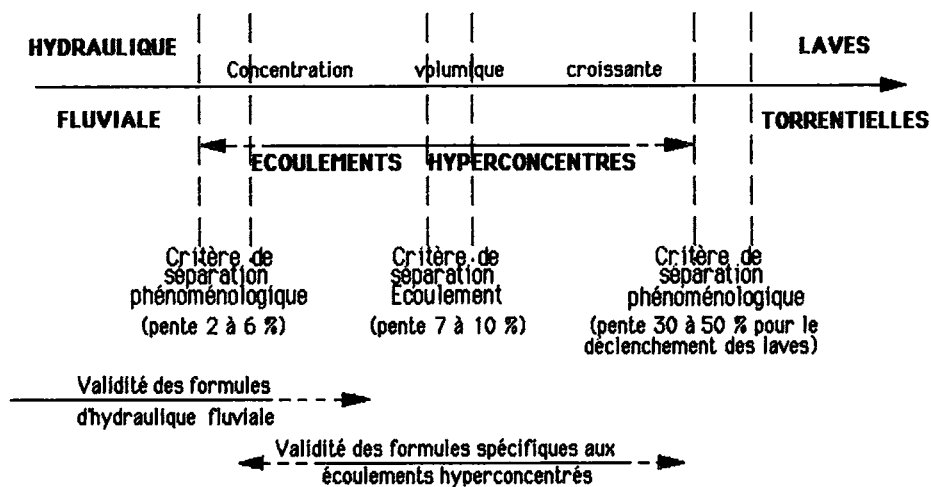 HYDRAULIQUE
LAVES
Concentration volumique croissante
FLUVIALE
TORRENTIELLES
ECOULEMENTS HYPERCONCENTRES
Critère de
séparation
phénoménologique
(pente 2 à 6 %)
Critère de
séparation
Ecoulement
(pente 7 à 10 %)
Critère de
séparation
phénoménologique
(pente 30 à 50 % pour le
déclenchement des laves)
Validité des formules
d'hydraulique fluviale
Validité des formules spécifiques aux
écoulements hyperconcentrés